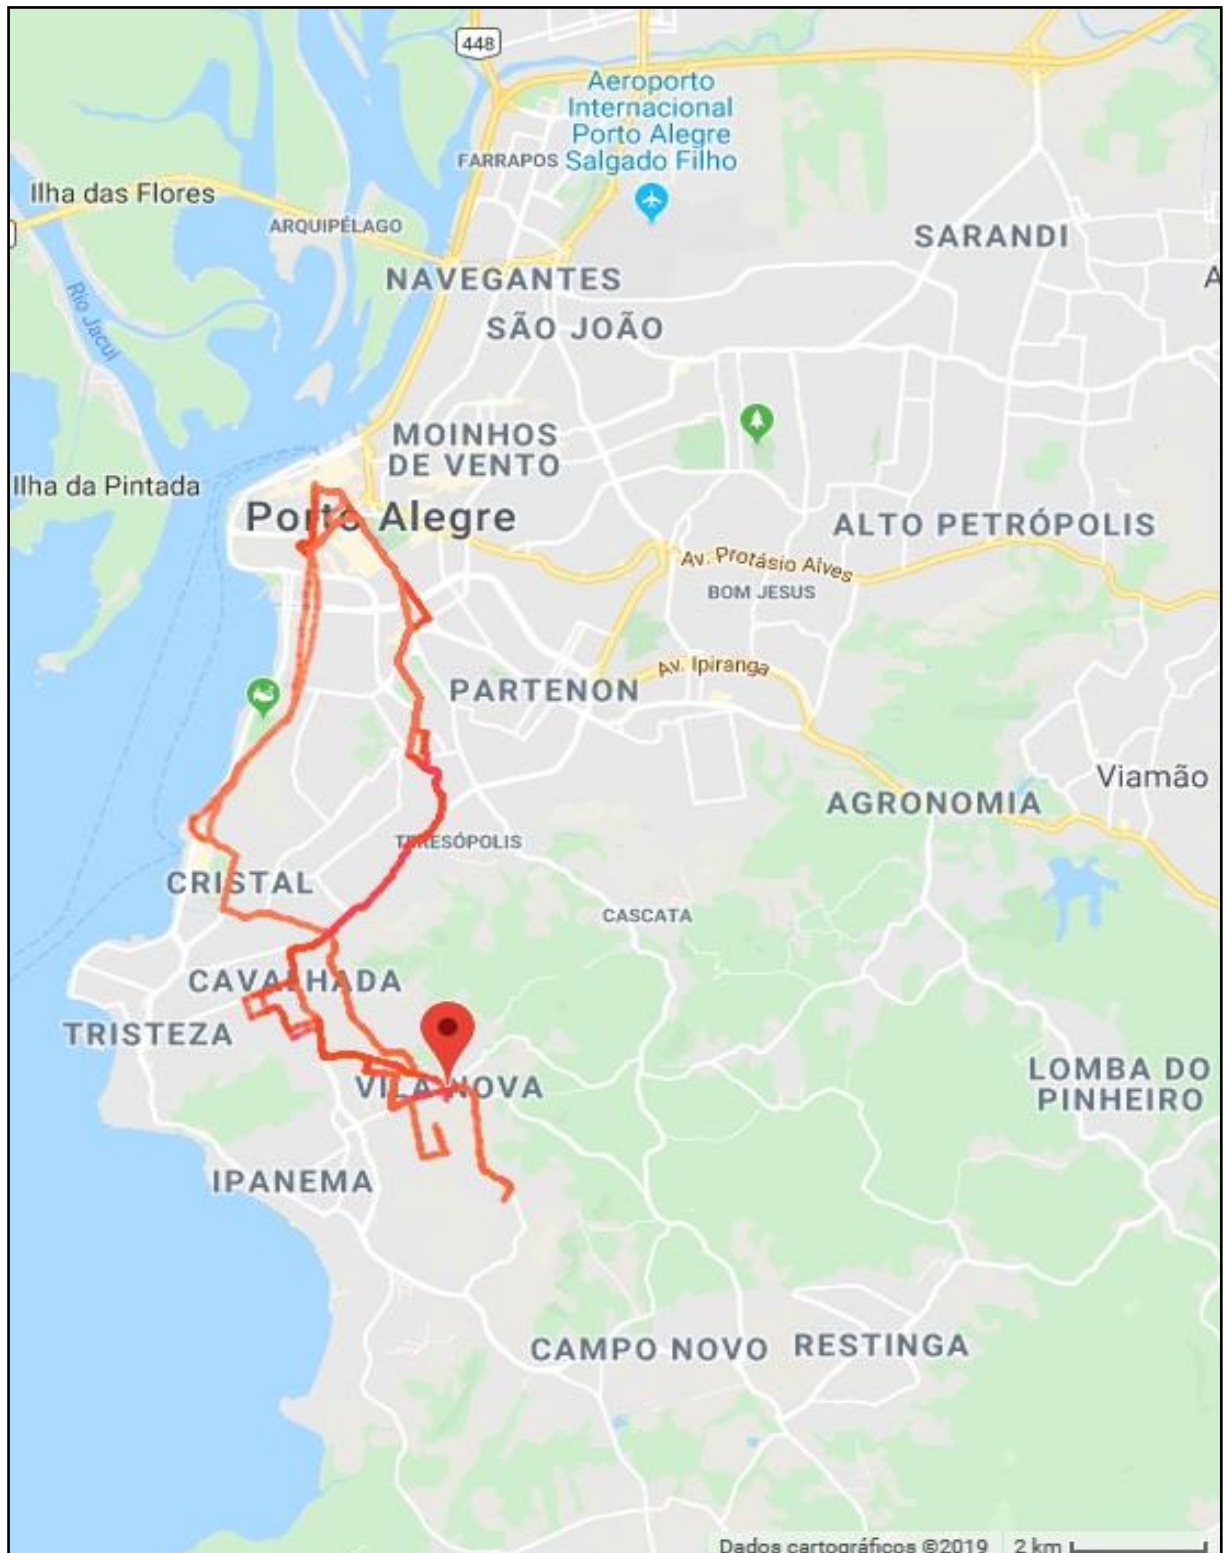 448
Aeroporto
Internacional
Porto Alegre
Salgado Filho
FARRAPOS
Ilha das Flores
ARQUIPÉLAGO
SARANDI
NAVEGANTES
A
Rio Jacuí
SÃO JOÃO
MOINHOS
DE VENTO
Ilha da Pintada
Porto Alegre
ALTO PETRÓPOLIS
Av. Protásio Alves
BOM JESUS
Av. Ipiranga
PARTENON
Viamão
AGRONOMIA
TERESÓPOLIS
CRISTAL
CASCATA
CAVALHADA
TRISTEZA
LOMBA DO
PINHEIRO
VILA NOVA
IPANEMA
CAMPO NOVO
RESTINGA
Dados cartográficos ©2019
2 km